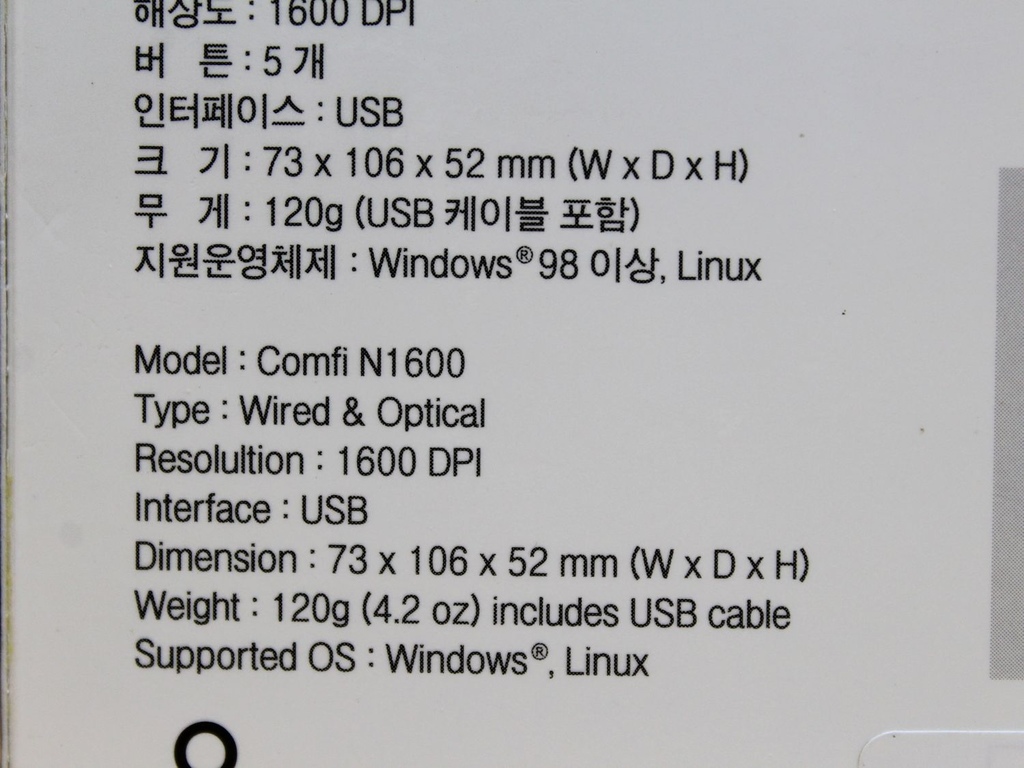 해상도 : 1600 DPI
버 튼 : 5 개
인터페이스 : USB
크 기 : 73 x 106 x 52 mm (W x D x H)
무 게 : 120g (USB 케이블 포함)
지원운영체제 : Windows® 98 이상, Linux
Model : Comfi N1600
Type : Wired & Optical
Resolultion : 1600 DPI
Interface : USB
Dimension : 73 x 106 x 52 mm (W x D x H)
Weight : 120g (4.2 oz) includes USB cable
Supported OS : Windows®, Linux